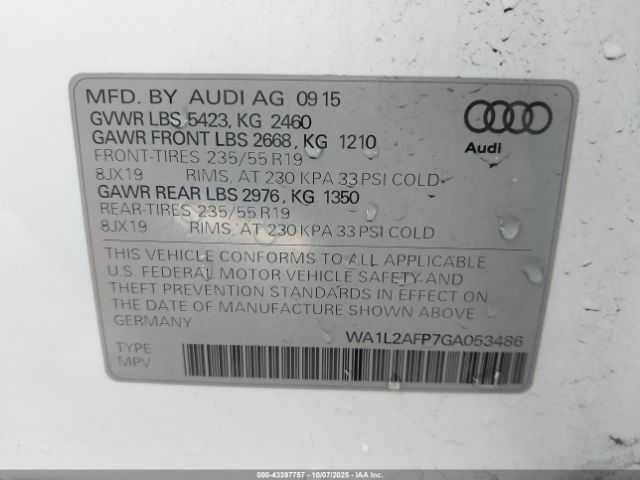 MFD. BY AUDI AG 09 15
GVWR LBS 5423, KG 2460
GAWR FRONT LBS 2668, KG 1210
FRONT-TIRES 235/55 R19
8JX19 RIMS, AT 230 KPA 33 PSI COLD
GAWR REAR LBS 2976, KG 1350
REAR-TIRES 235/55 R19
8JX19 RIMS, AT 230 KPA 33 PSI COLD
Audi
THIS VEHICLE CONFORMS TO ALL APPLICABLE
U.S. FEDERAL MOTOR VEHICLE SAFETY AND
THEFT PREVENTION STANDARDS IN EFFECT ON
THE DATE OF MANUFACTURE SHOWN ABOVE
GERMANY
WA1L2AFP7GA053486
TYPE
MPV
000-43397757 - 10/07/2025 - IAA Inc.